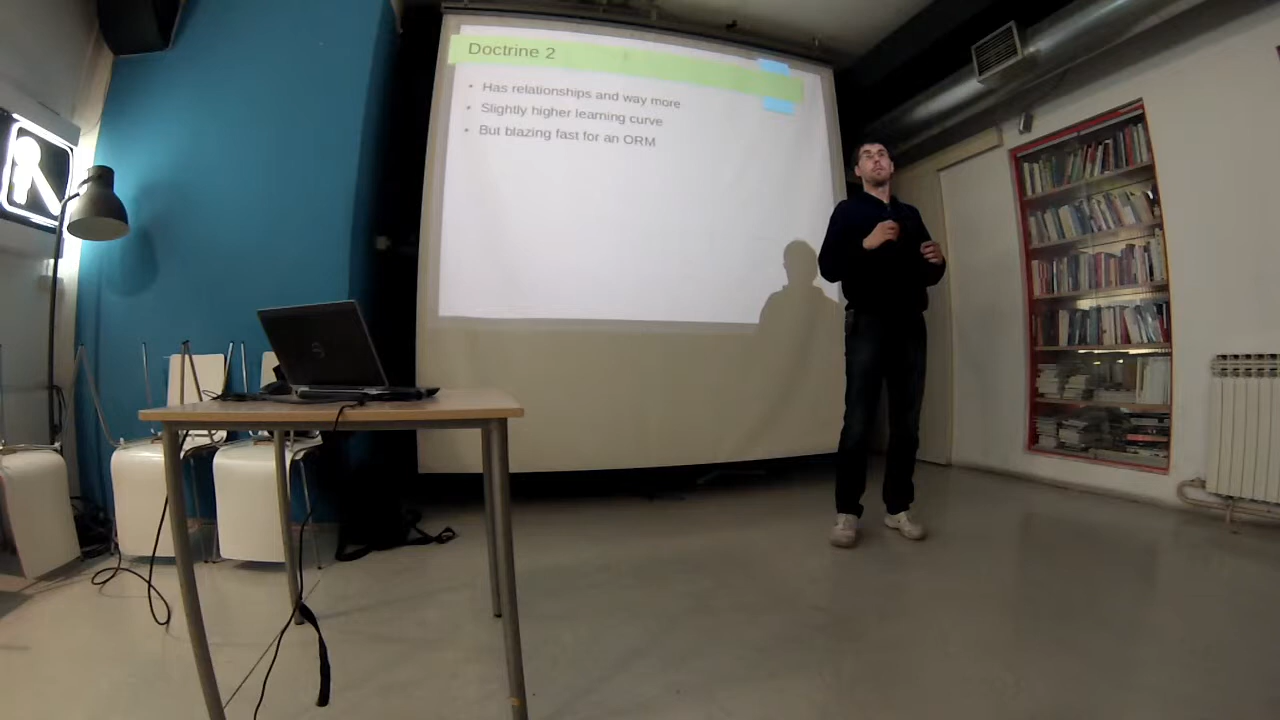 Doctrine 2
• Has relationships and way more
• Slightly higher learning curve
• But blazing fast for an ORM